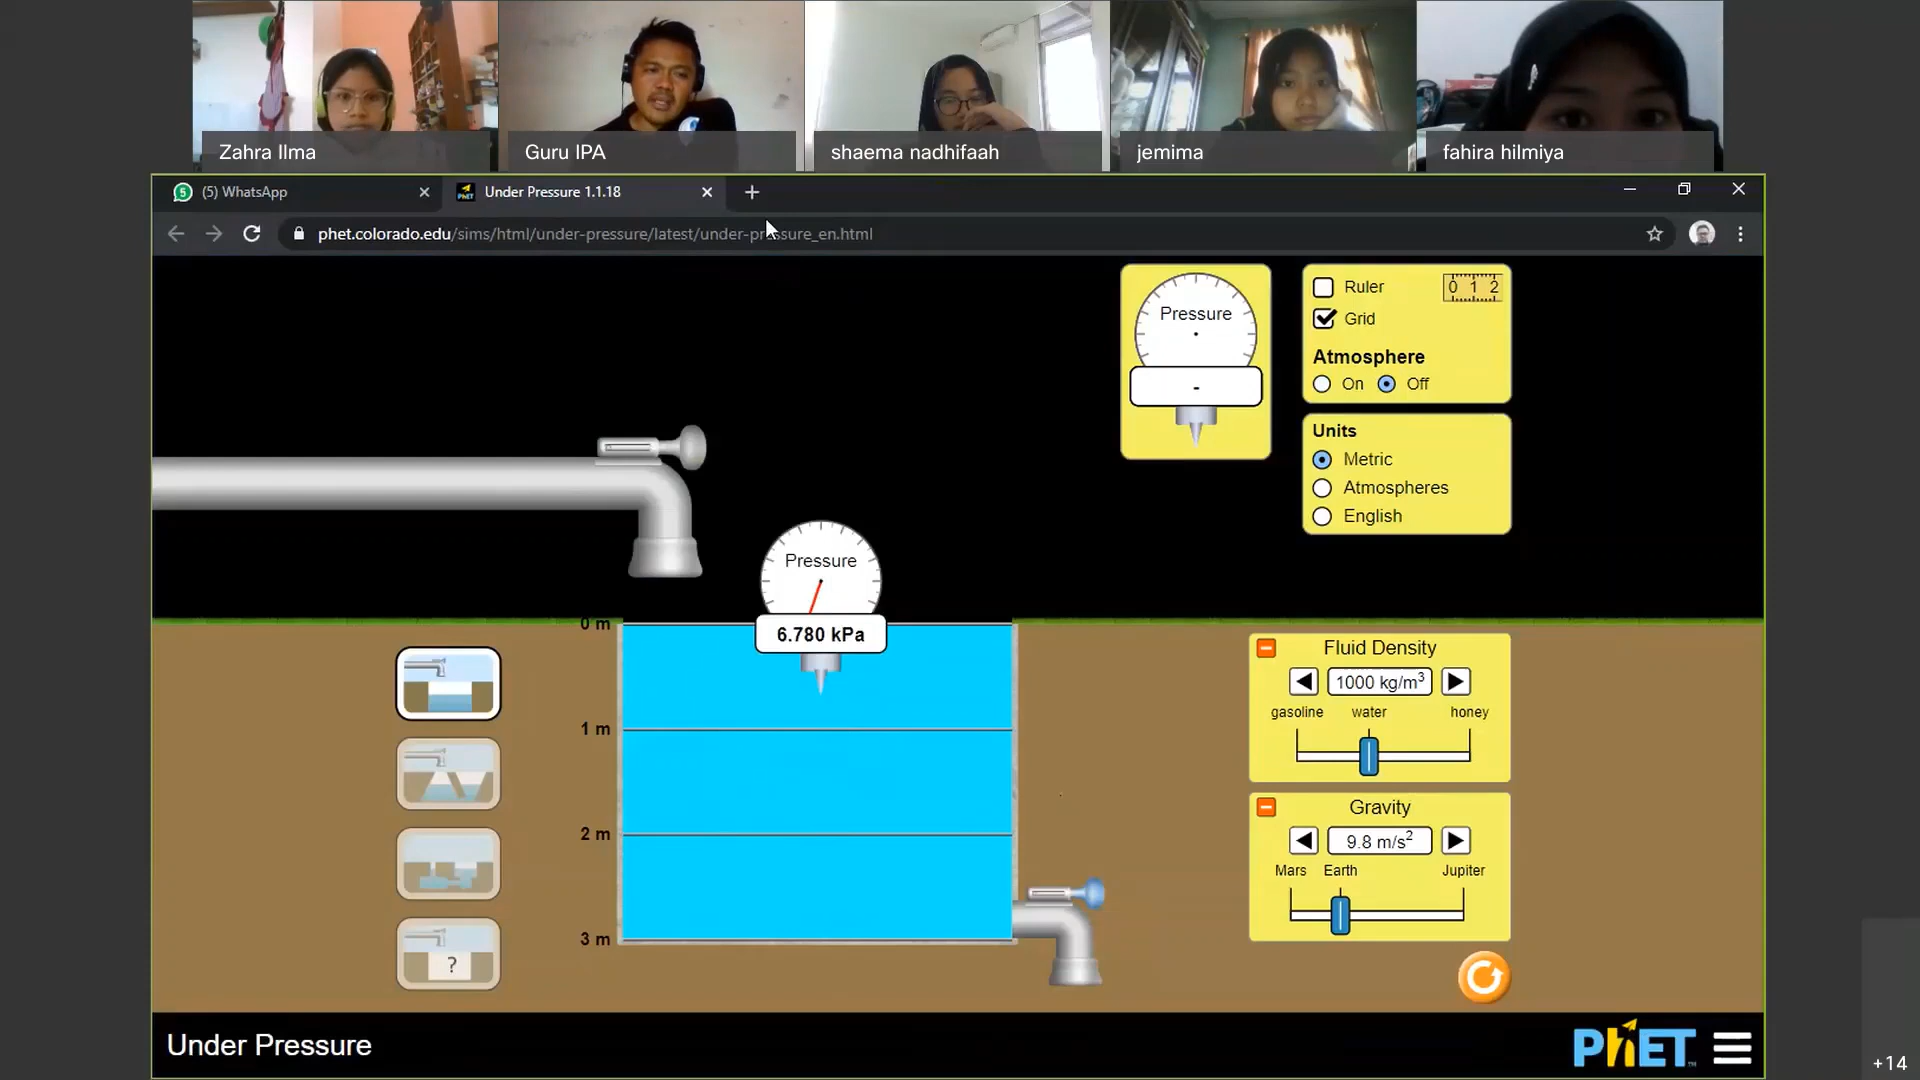 Zahra Ilma
Guru IPA
shaema nadhifaah
jemima
fahira hilmiya
(5) WhatsApp
Under Pressure 1.1.18
phet.colorado.edu/sims/html/under-pressure/latest/under-pressure_en.html
Pressure
-
Ruler
0 1 2
Grid
Atmosphere
On
Off
Units
Metric
Atmospheres
English
Pressure
6.780 kPa
0 m
1 m
2 m
3 m
?
Fluid Density
1000 kg/m³
gasoline
water
honey
Gravity
9.8 m/s²
Mars
Earth
Jupiter
Under Pressure
PhET
+14